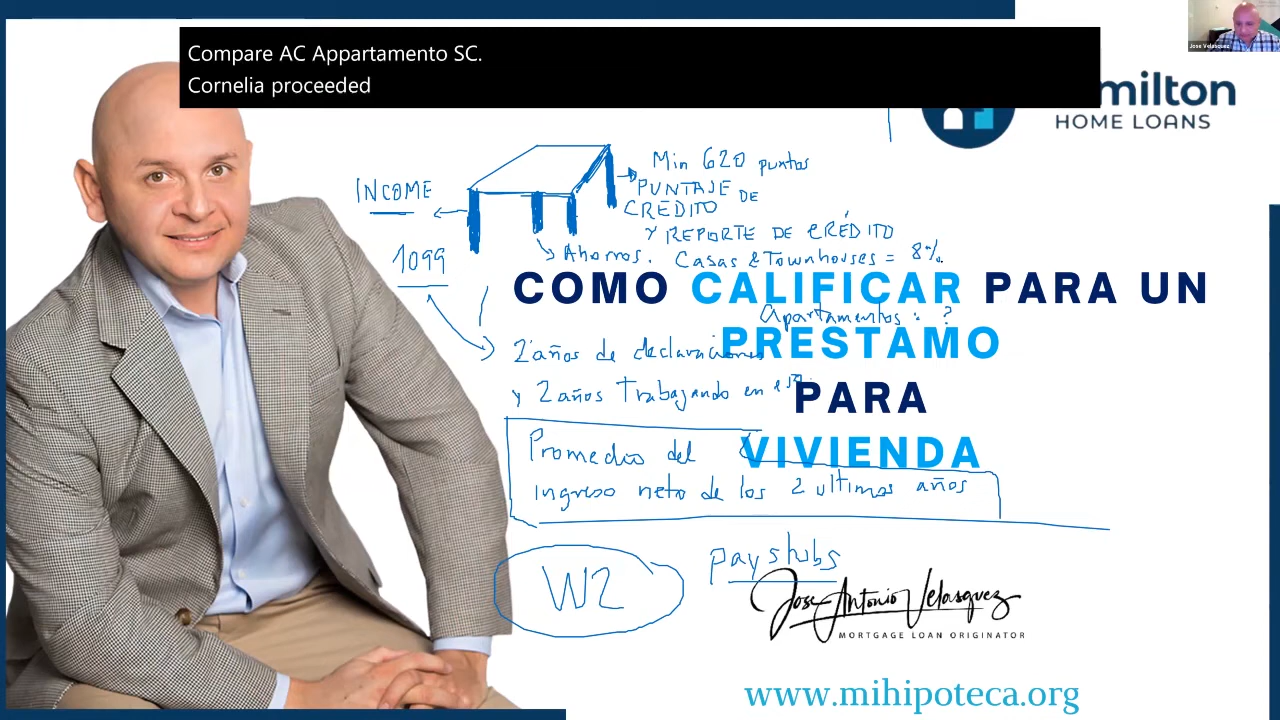 Compare AC Appartamento SC.
Cornelia proceeded
Jose Velasquez
milton
HOME LOANS
INCOME
1099
Min 620 puntos
PUNTAJE DE
CRÉDITO
Y REPORTE DE CRÉDITO
Ahorros. Casas & Townhouses = 8%
COMO CALIFICAR PARA UN
Apartamentos: ?
PRESTAMO
2 años de declaraciones
y 2 años Trabajando en
PARA
VIVIENDA
Promedio del
ingreso neto de los 2 ultimos años
W2
paystubs
Jose Antonio Velasquez
MORTGAGE LOAN ORIGINATOR
www.mihipoteca.org